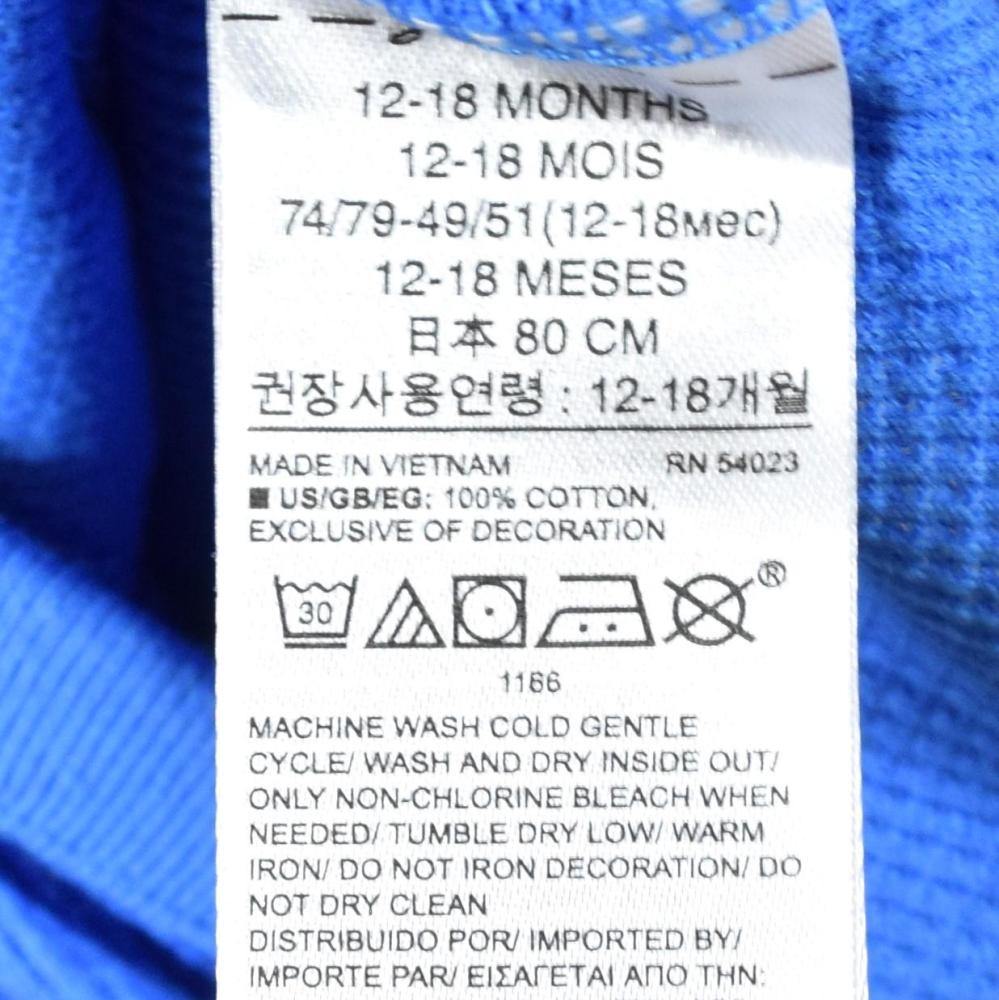 12-18 MONTHS
12-18 MOIS
74/79-49/51(12-18мес)
12-18 MESES
日本 80 CM
권장사용연령 : 12-18개월
MADE IN VIETNAM RN 54023
■ US/GB/EG: 100% COTTON,
EXCLUSIVE OF DECORATION
30 ®
1166
MACHINE WASH COLD GENTLE
CYCLE/ WASH AND DRY INSIDE OUT/
ONLY NON-CHLORINE BLEACH WHEN
NEEDED/ TUMBLE DRY LOW/ WARM
IRON/ DO NOT IRON DECORATION/ DO
NOT DRY CLEAN
DISTRIBUIDO POR/ IMPORTED BY/
IMPORTE PAR/ ΕΙΣΑΓΕΤΑΙ ΑΠΟ ΤΗΝ: